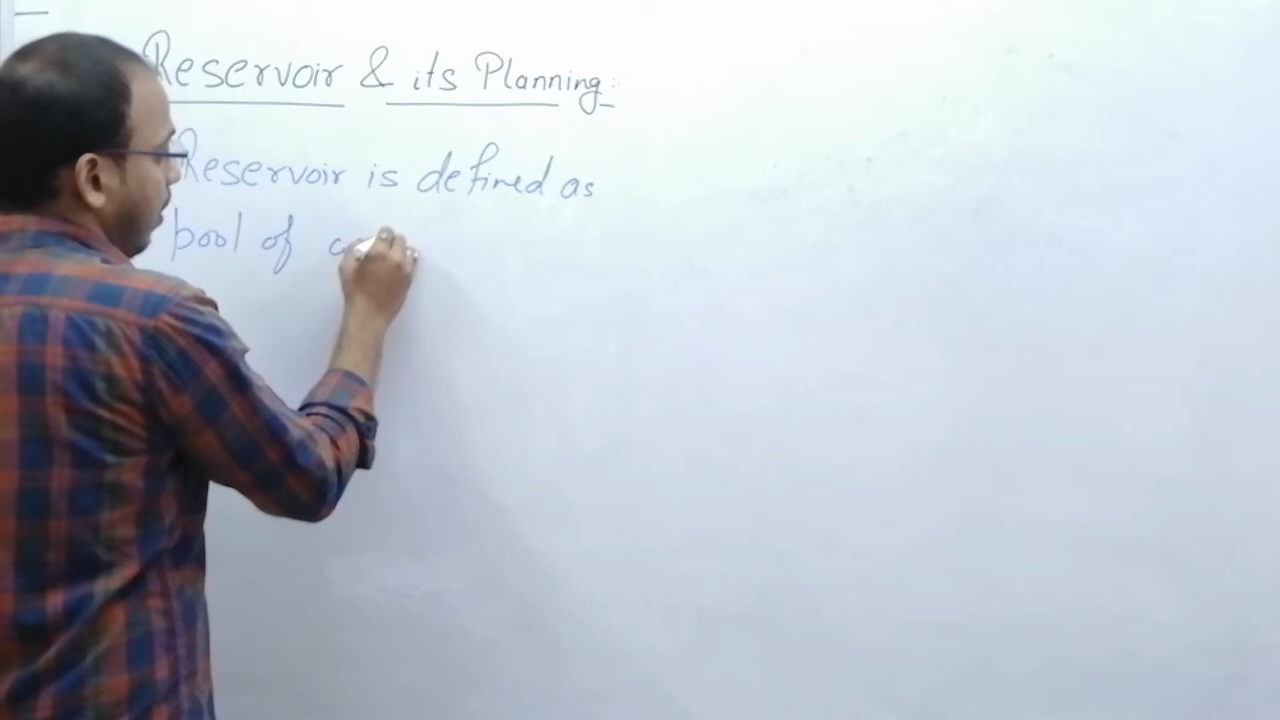 Reservoir & its Planning:
Reservoir is defined as
pool of